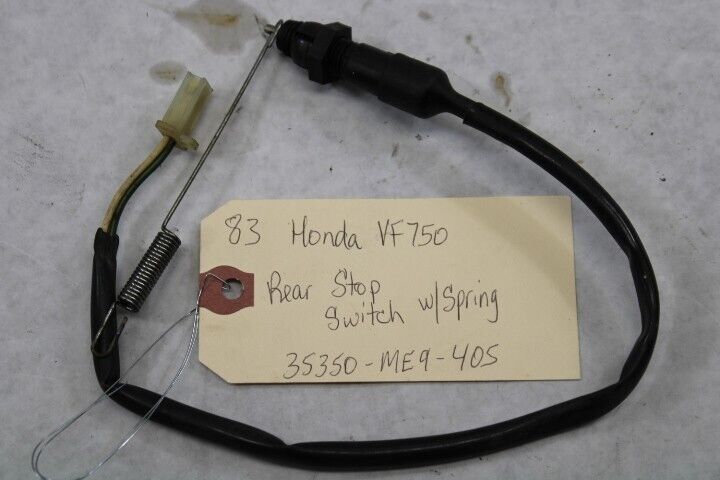 83 Honda VF750
Rear Stop
Switch w/Spring
35350-ME9-405